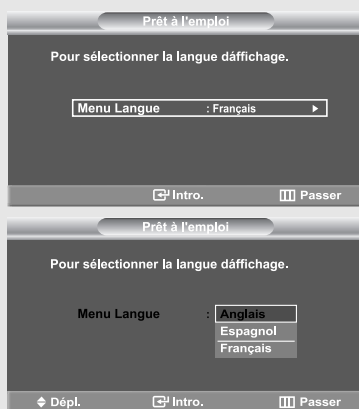 Prêt à l'emploi
Pour sélectionner la langue dáffichage.
Menu Langue : Français
Intro. Passer
Prêt à l'emploi
Pour sélectionner la langue dáffichage.
Menu Langue : Anglais
Espagnol
Français
Dépl. Intro. Passer